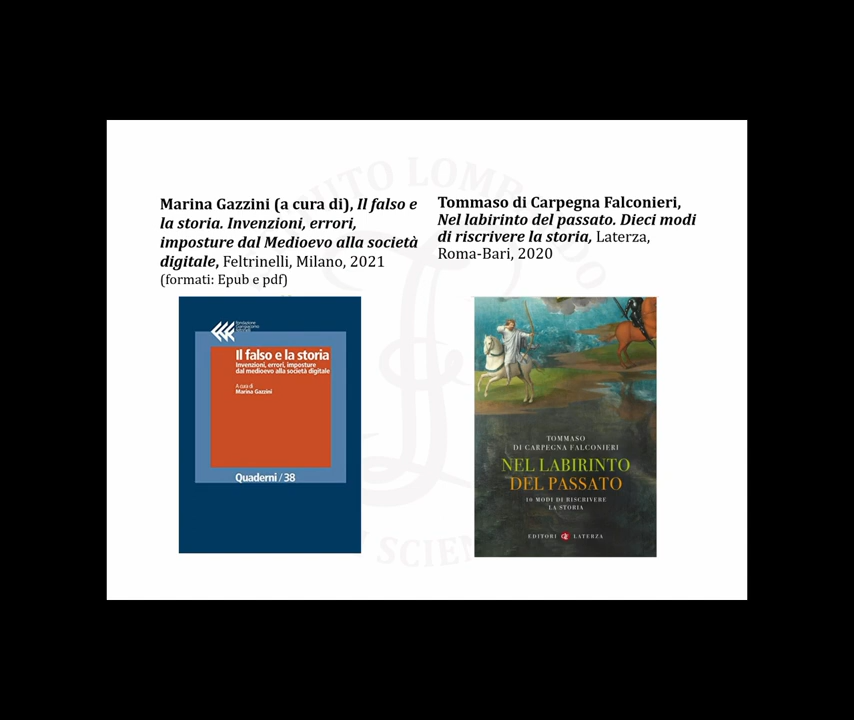 Marina Gazzini (a cura di), Il falso e
la storia. Invenzioni, errori,
imposture dal Medioevo alla società
digitale, Feltrinelli, Milano, 2021
(formati: Epub e pdf)
Tommaso di Carpegna Falconieri,
Nel labirinto del passato. Dieci modi
di riscrivere la storia, Laterza,
Roma-Bari, 2020
Fondazione
Giangiacomo
Feltrinelli
Il falso e la storia
Invenzioni, errori, imposture
dal medioevo alla società digitale
A cura di
Marina Gazzini
Quaderni / 38
TOMMASO
DI CARPEGNA FALCONIERI
NEL LABIRINTO
DEL PASSATO
10 MODI DI RISCRIVERE
LA STORIA
EDITORI LATERZA